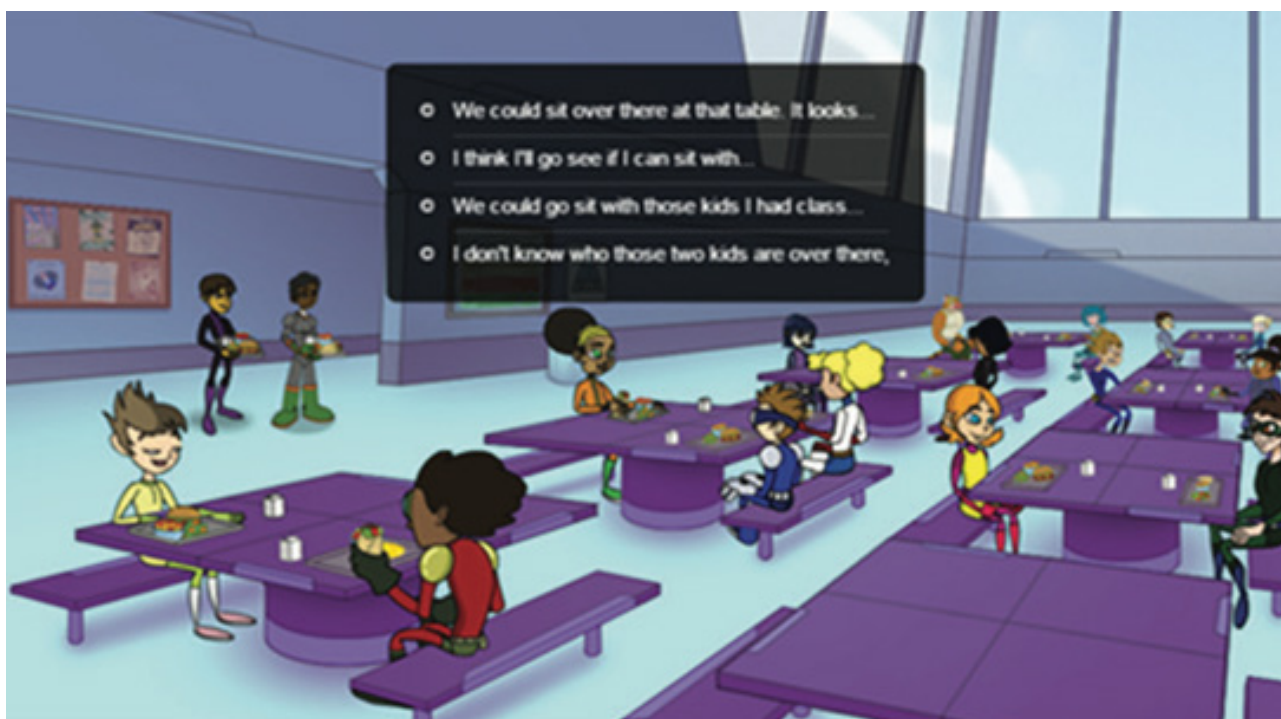 We could sit over there at that table. It looks...
I think I'll go see if I can sit with...
We could go sit with those kids I had class...
I don't know who those two kids are over there,